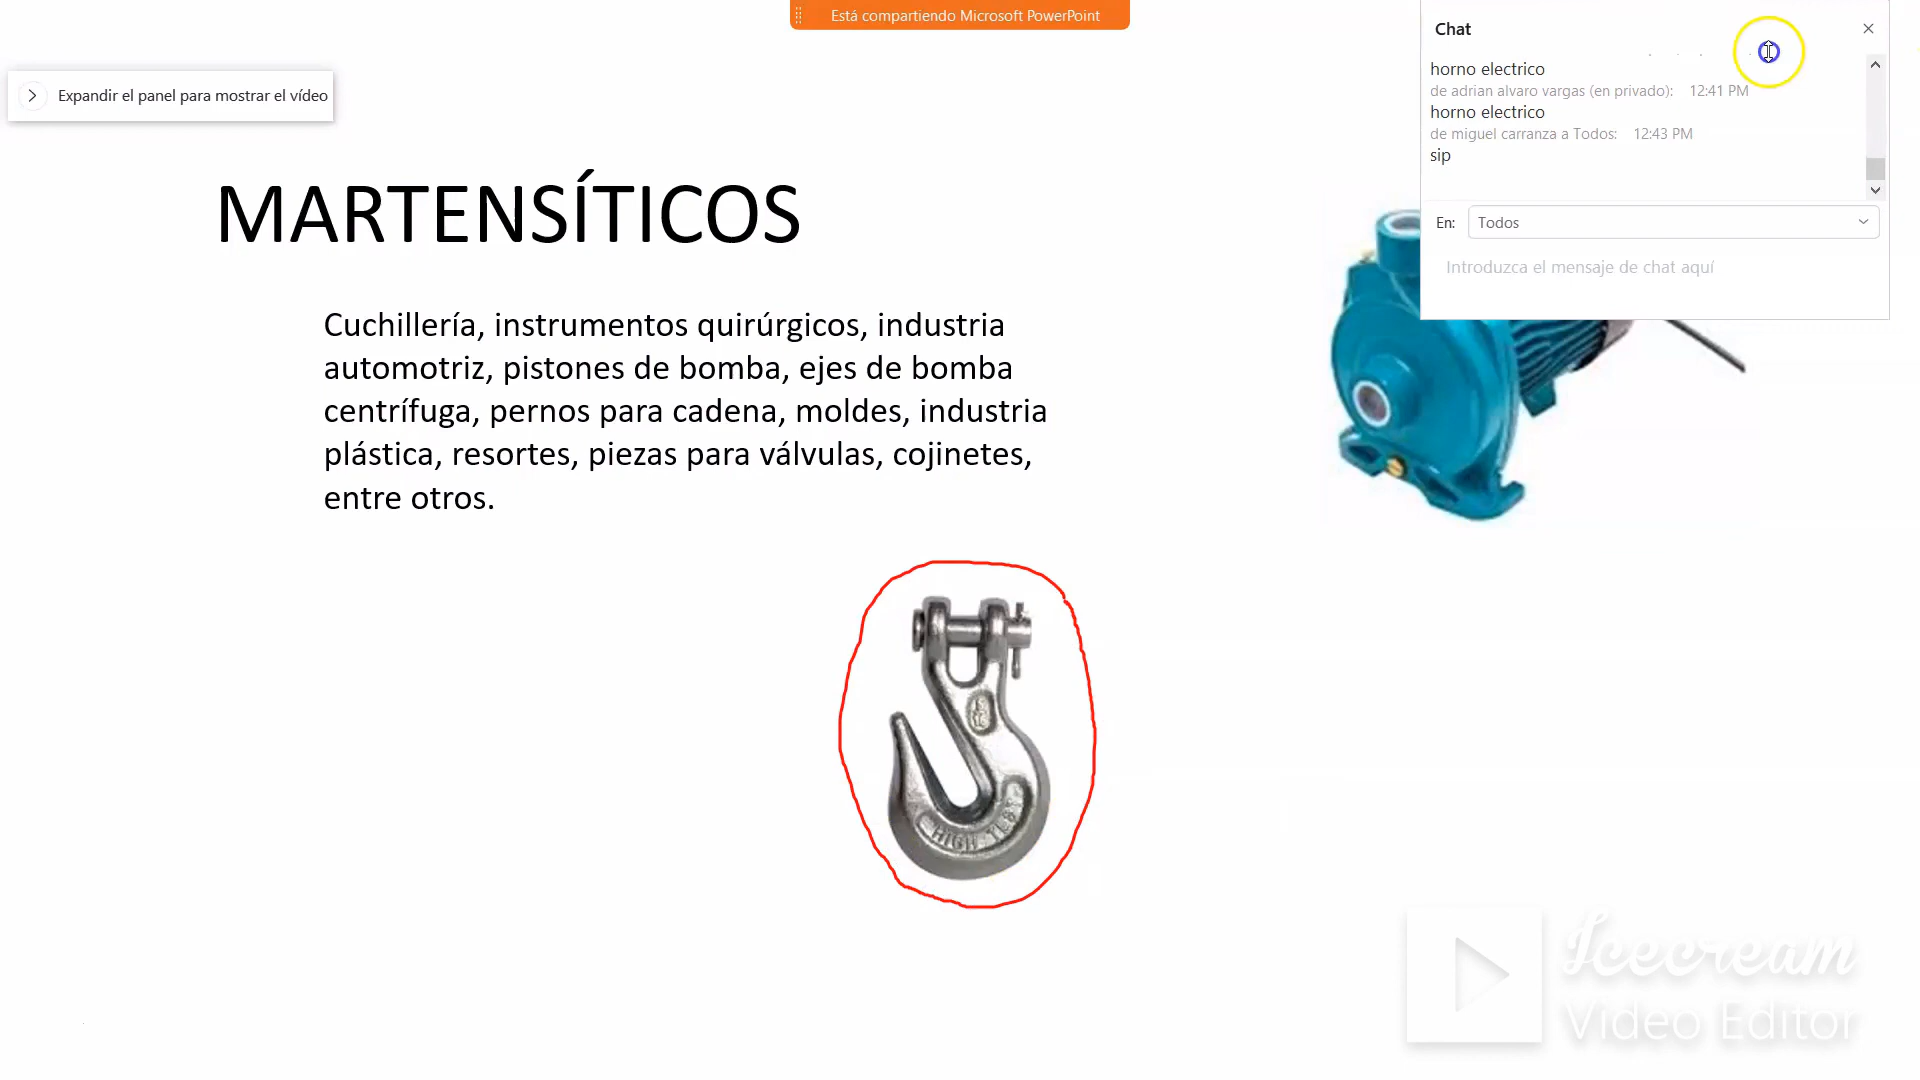 Está compartiendo Microsoft PowerPoint
Chat
horno electrico
de adrian alvaro vargas (en privado): 12:41 PM
horno electrico
de miguel carranza a Todos: 12:43 PM
sip
En: Todos
Introduzca el mensaje de chat aquí
Expandir el panel para mostrar el vídeo
MARTENSÍTICOS
Cuchillería, instrumentos quirúrgicos, industria
automotriz, pistones de bomba, ejes de bomba
centrífuga, pernos para cadena, moldes, industria
plástica, resortes, piezas para válvulas, cojinetes,
entre otros.
HIGH
Icecream
Video Editor